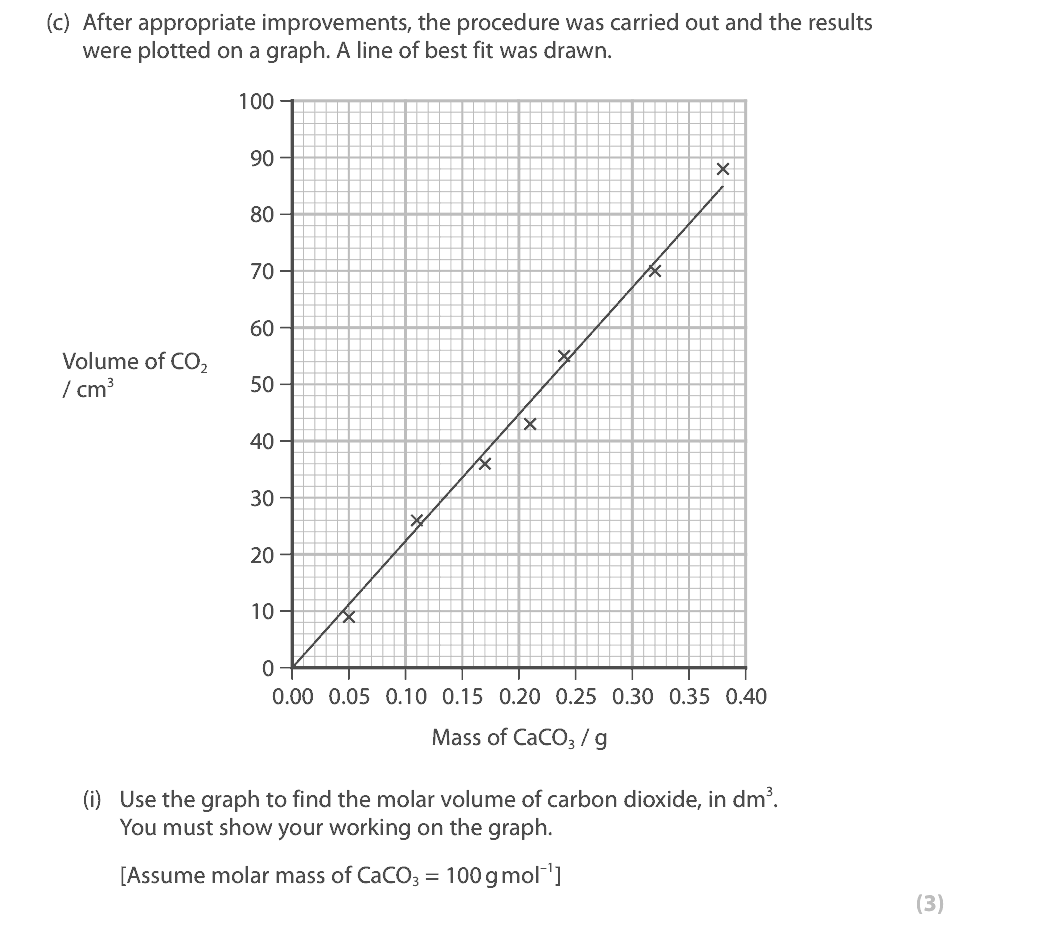 (c) After appropriate improvements, the procedure was carried out and the results
were plotted on a graph. A line of best fit was drawn.
100
90
80
70
60
50
40
30
20
10
0
Volume of CO₂
/ cm³
0.00 0.05 0.10 0.15 0.20 0.25 0.30 0.35 0.40
Mass of CaCO₃ / g
(i) Use the graph to find the molar volume of carbon dioxide, in dm³.
You must show your working on the graph.
[Assume molar mass of CaCO₃ = 100 g mol⁻¹]
(3)